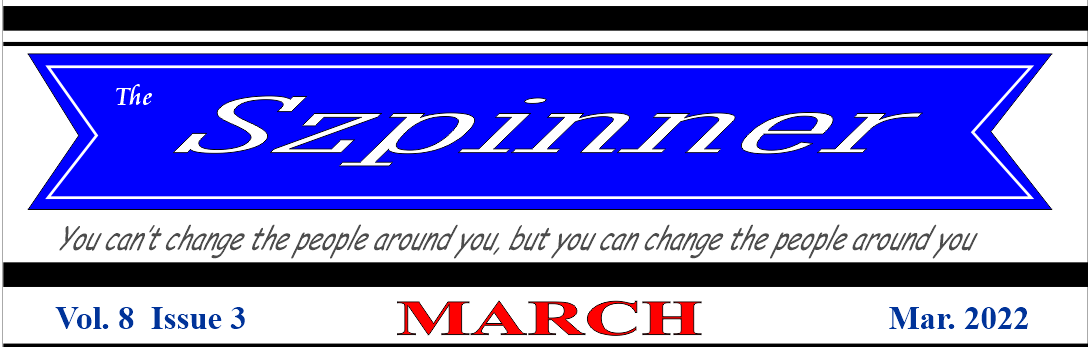 The
Szpinner
You can't change the people around you, but you can change the people around you
Vol. 8 Issue 3 MARCH Mar. 2022